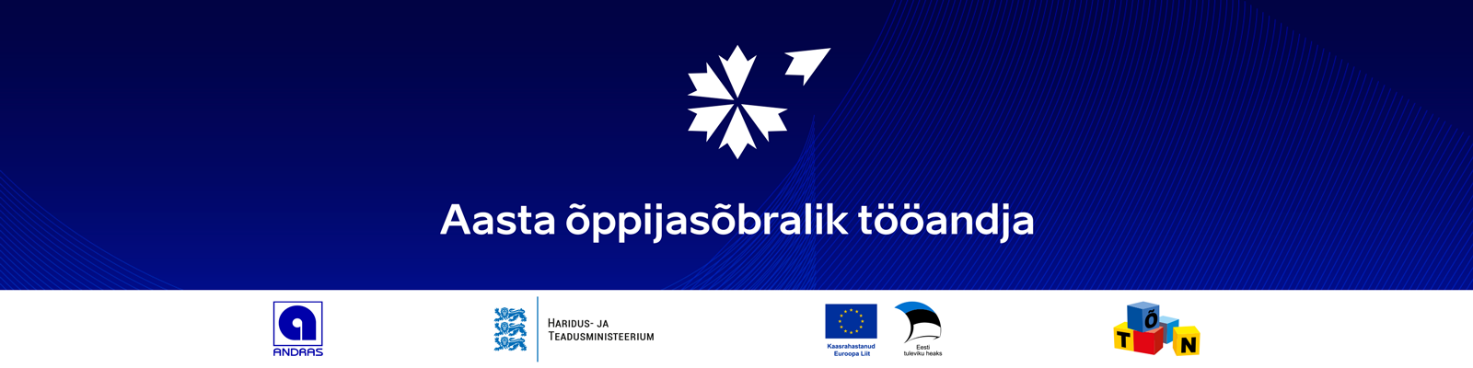 Aasta õppijasõbralik tööandja
ANDRAS
HARIDUS- JA
TEADUSMINISTEERIUM
Kaasrahastanud
Euroopa Liit
Eesti
tuleviku heaks
T Õ N